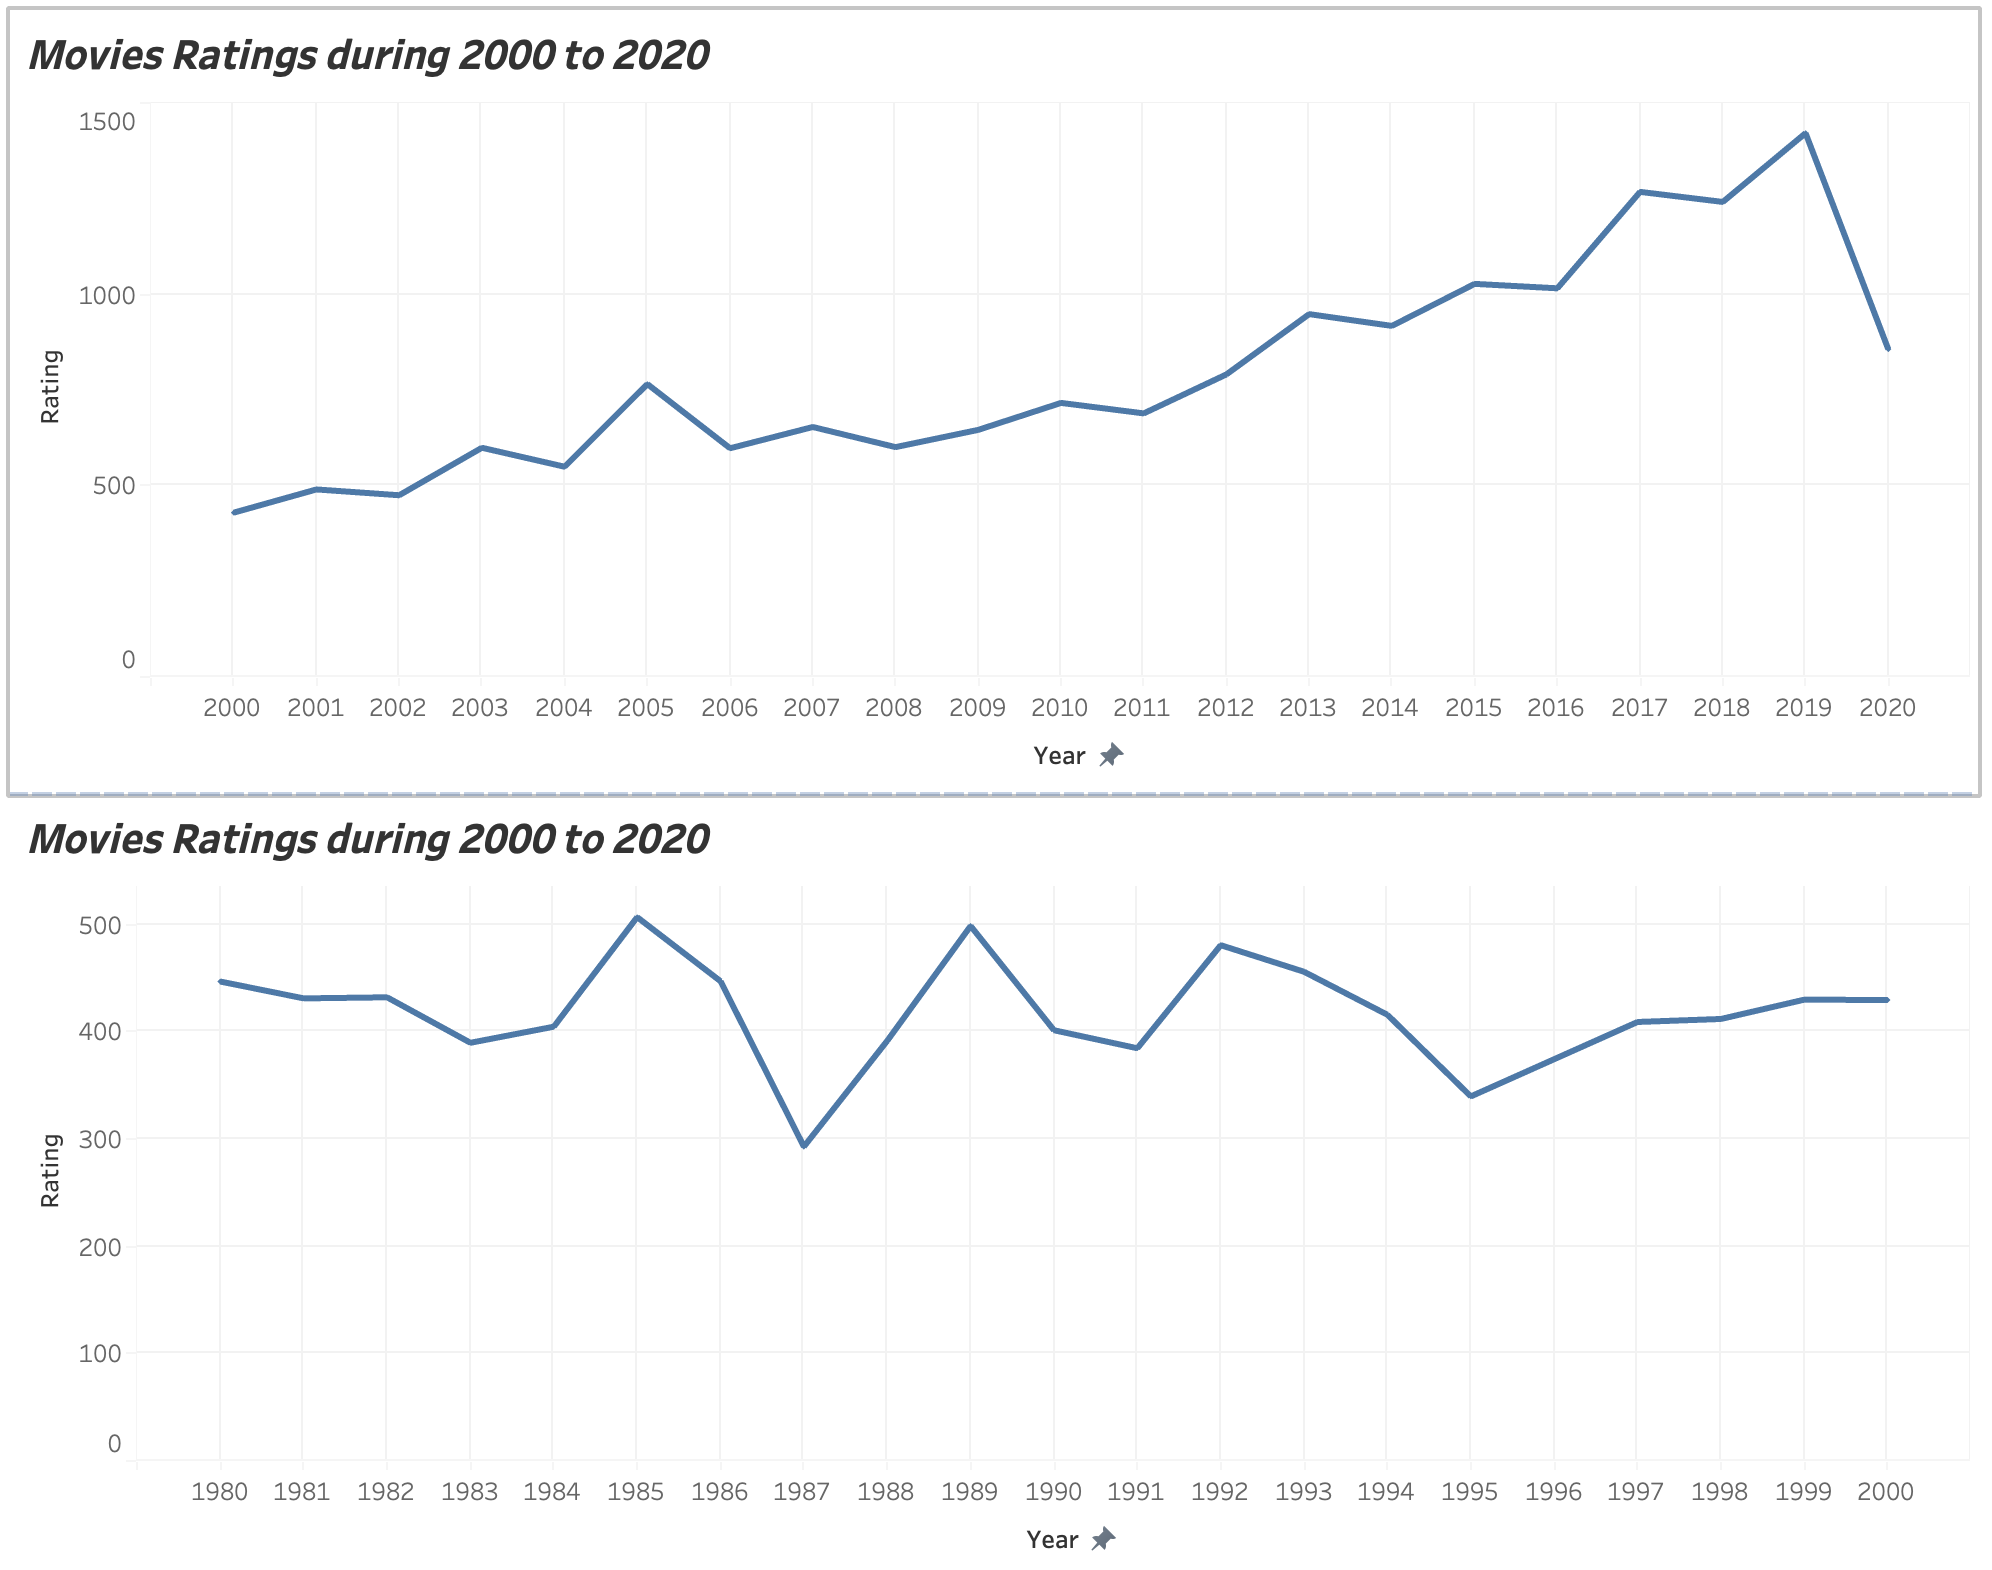 Movies Ratings during 2000 to 2020
1500
1000
500
0
Rating
2000 2001 2002 2003 2004 2005 2006 2007 2008 2009 2010 2011 2012 2013 2014 2015 2016 2017 2018 2019 2020
Year
Movies Ratings during 2000 to 2020
500
400
300
200
100
0
Rating
1980 1981 1982 1983 1984 1985 1986 1987 1988 1989 1990 1991 1992 1993 1994 1995 1996 1997 1998 1999 2000
Year